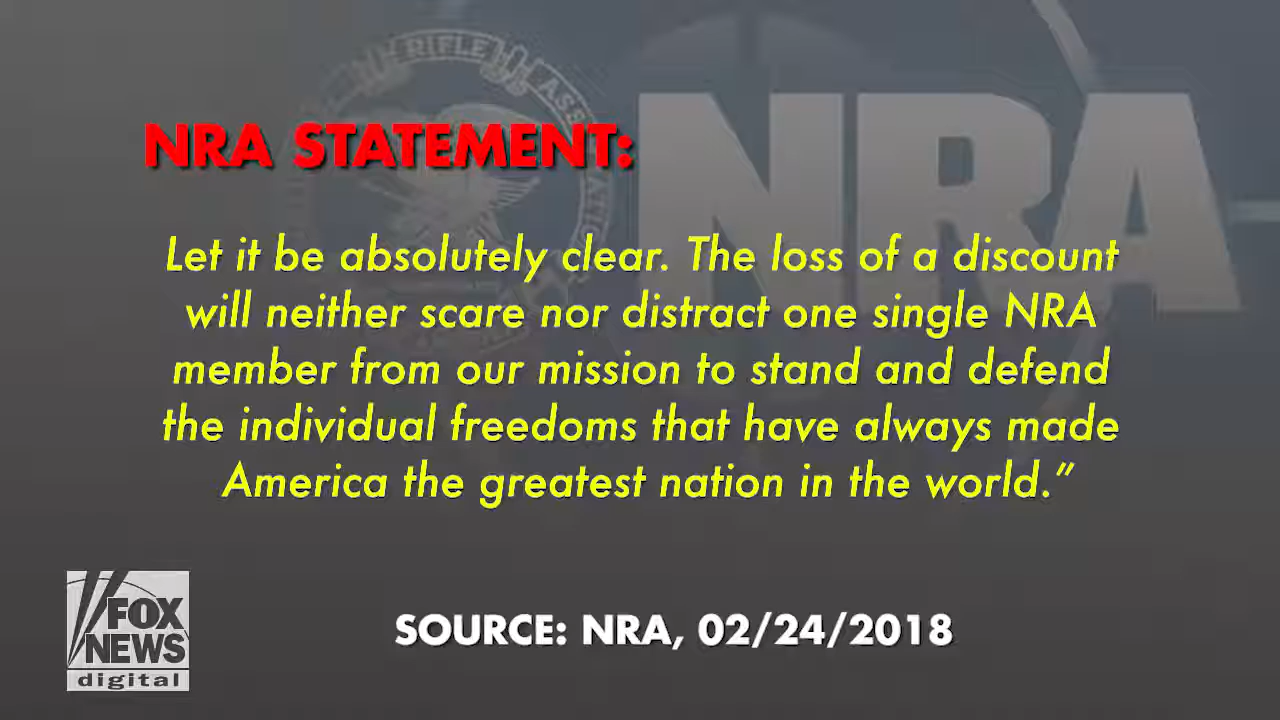 RIFLE ASSOCIATION
NRA
NRA STATEMENT:
Let it be absolutely clear. The loss of a discount
will neither scare nor distract one single NRA
member from our mission to stand and defend
the individual freedoms that have always made
America the greatest nation in the world.”
SOURCE: NRA, 02/24/2018
FOX
NEWS
digital